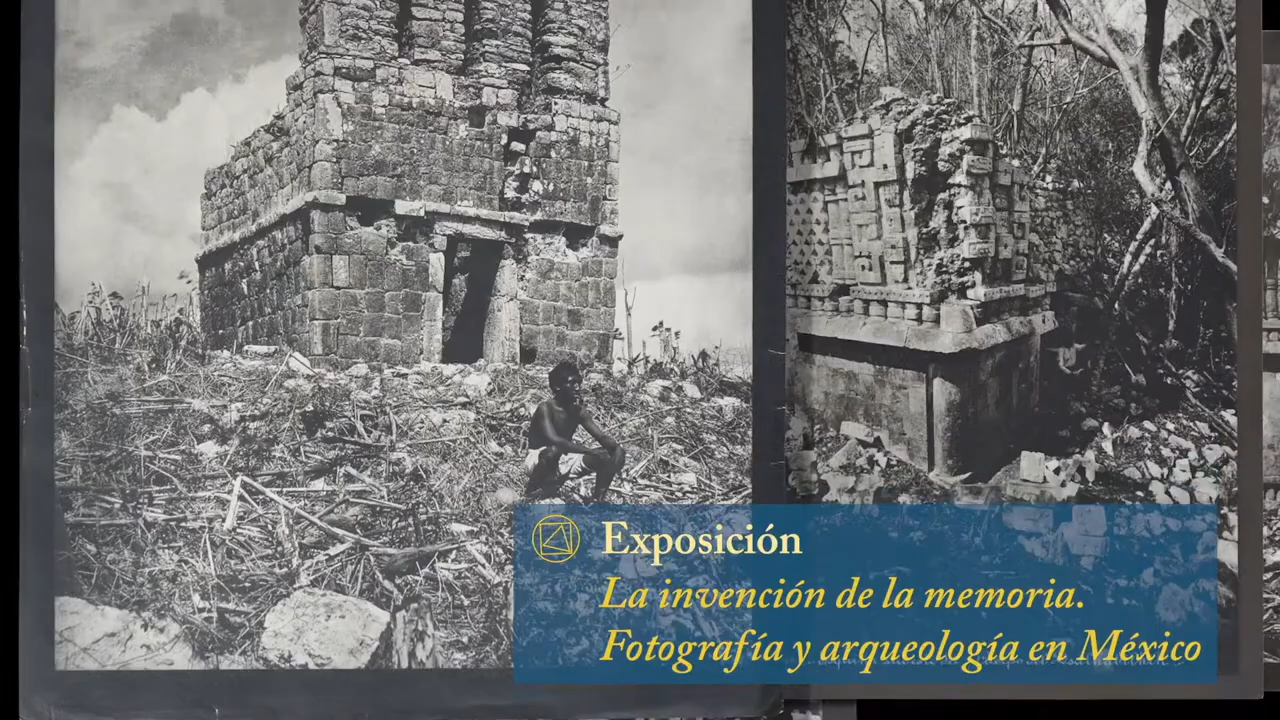 Exposición
La invención de la memoria.
Fotografía y arqueología en México